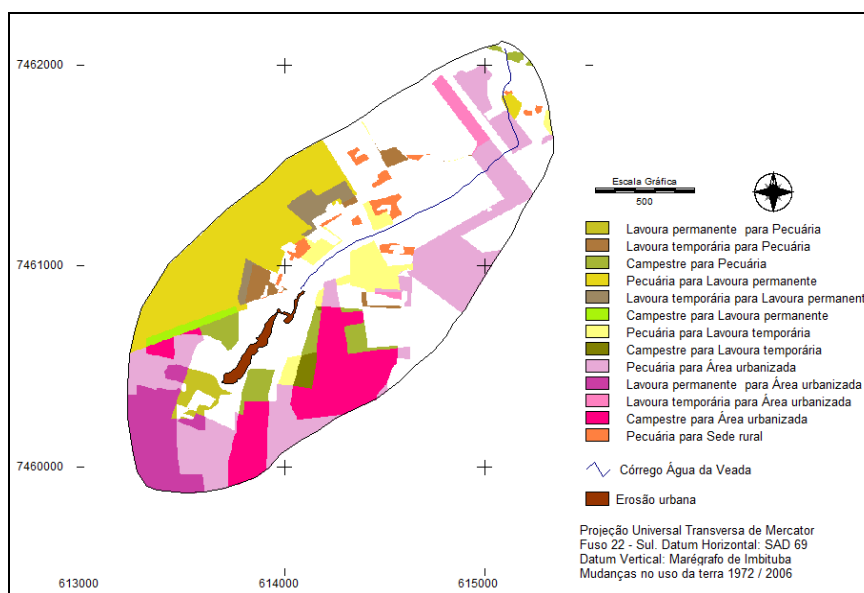 7462000
7461000
7460000
613000
614000
615000
Escala Gráfica
500
Lavoura permanente para Pecuária
Lavoura temporária para Pecuária
Campestre para Pecuária
Pecuária para Lavoura permanente
Lavoura temporária para Lavoura permanent
Campestre para Lavoura permanente
Pecuária para Lavoura temporária
Campestre para Lavoura temporária
Pecuária para Área urbanizada
Lavoura permanente para Área urbanizada
Lavoura temporária para Área urbanizada
Campestre para Área urbanizada
Pecuária para Sede rural
Córrego Água da Veada
Erosão urbana
Projeção Universal Transversa de Mercator
Fuso 22 - Sul. Datum Horizontal: SAD 69
Datum Vertical: Marégrafo de Imbituba
Mudanças no uso da terra 1972 / 2006